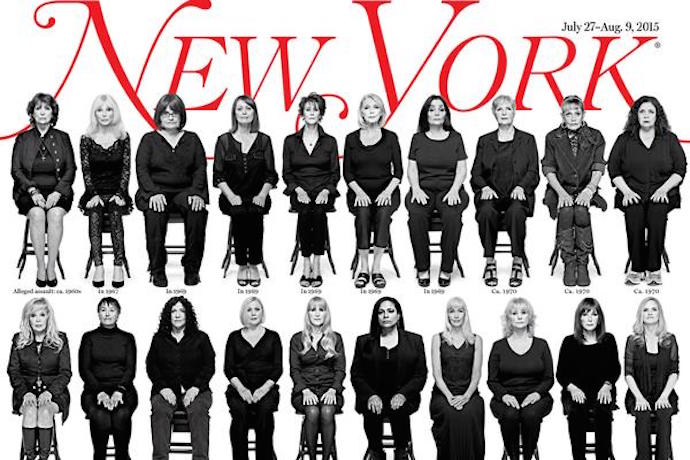 NEW YORK
July 27–Aug. 9, 2015
®
Alleged assault: ca. 1960s
In 1967
In 1969
In 1969
In 1969
In 1969
In 1969
Ca. 1970
Ca. 1970
Ca. 1970